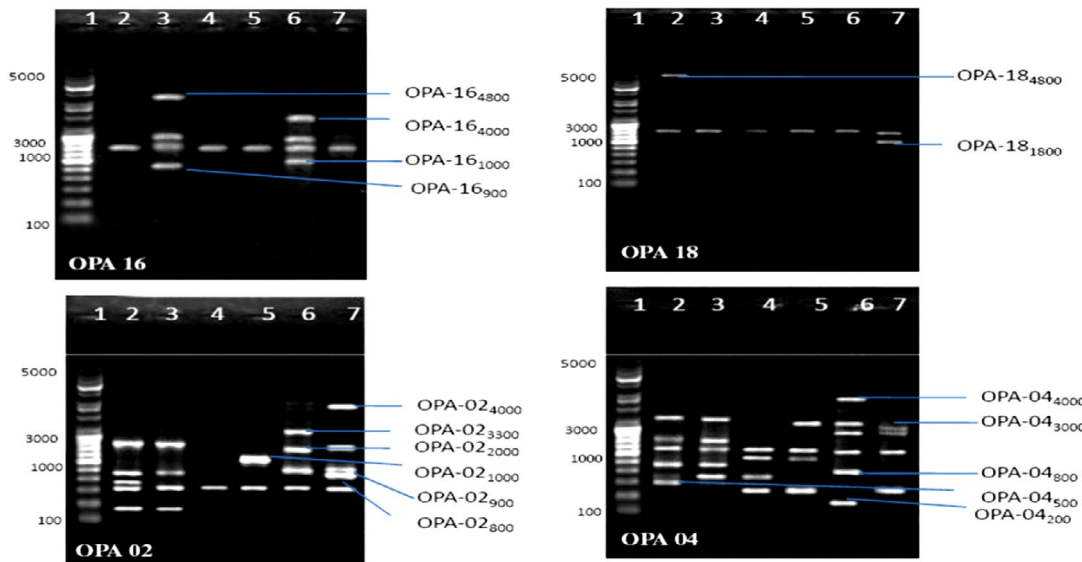 1 2 3 4 5 6 7
5000
3000
1000
100
OPA-16₄₈₀₀
OPA-16₄₀₀₀
OPA-16₁₀₀₀
OPA-16₉₀₀
OPA 16
1 2 3 4 5 6 7
5000
3000
1000
100
OPA-18₄₈₀₀
OPA-18₁₈₀₀
OPA 18
1 2 3 4 5 6 7
5000
3000
1000
100
OPA-02₄₀₀₀
OPA-02₃₃₀₀
OPA-02₂₀₀₀
OPA-02₁₀₀₀
OPA-02₉₀₀
OPA-02₈₀₀
OPA 02
1 2 3 4 5 6 7
5000
3000
1000
100
OPA-04₄₀₀₀
OPA-04₃₀₀₀
OPA-04₈₀₀
OPA-04₅₀₀
OPA-04₂₀₀
OPA 04